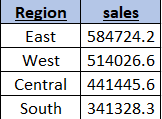 Region sales
East 584724.2
West 514026.6
Central 441445.6
South 341328.3